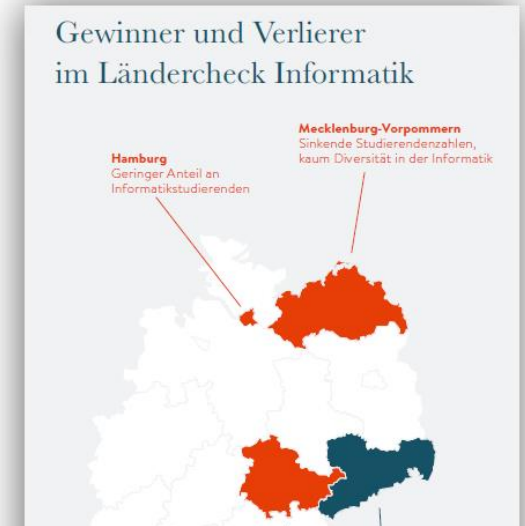 Gewinner und Verlierer
im Ländercheck Informatik
Mecklenburg-Vorpommern
Sinkende Studierendenzahlen,
kaum Diversität in der Informatik
Hamburg
Geringer Anteil an
Informatikstudierenden